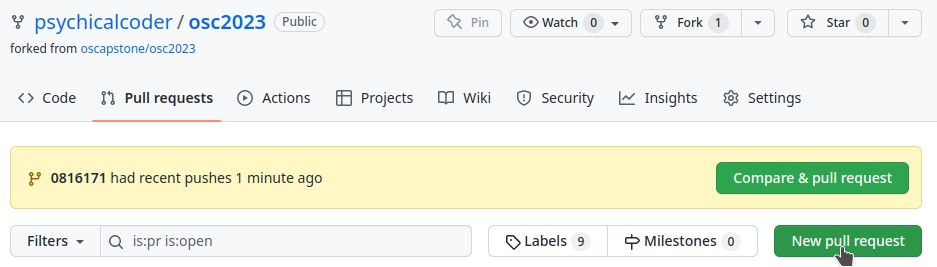 psychicalcoder / osc2023 Public Pin Watch 0 Fork 1 Star 0
forked from oscapstone/osc2023
Code Pull requests Actions Projects Wiki Security Insights Settings
0816171 had recent pushes 1 minute ago Compare & pull request
Filters is:pr is:open Labels 9 Milestones 0 New pull request